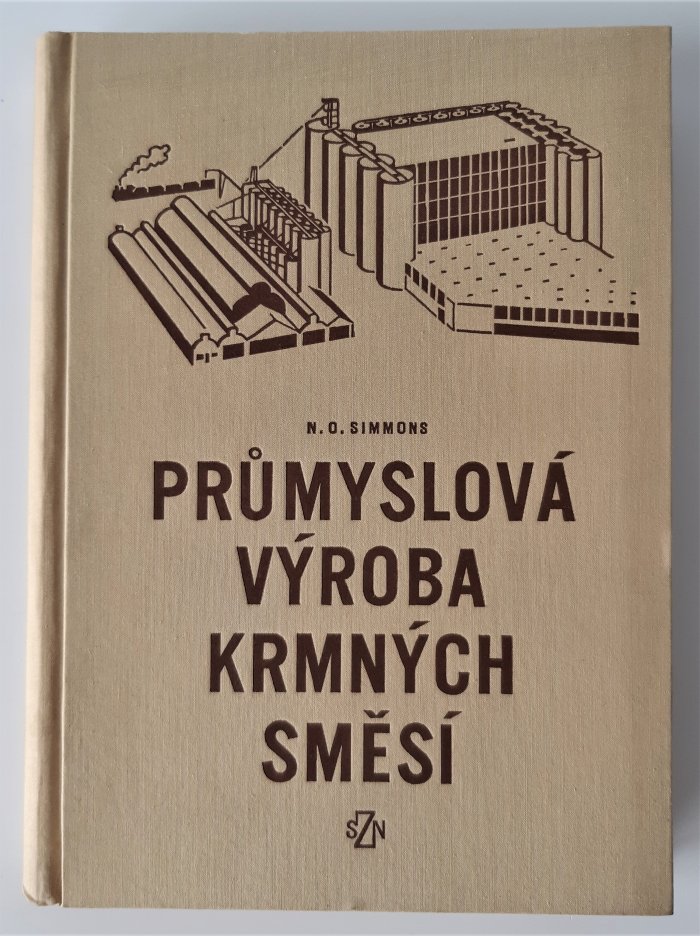 N. O. SIMMONS
PRŮMYSLOVÁ
VÝROBA
KRMNÝCH
SMĚSÍ
SZN